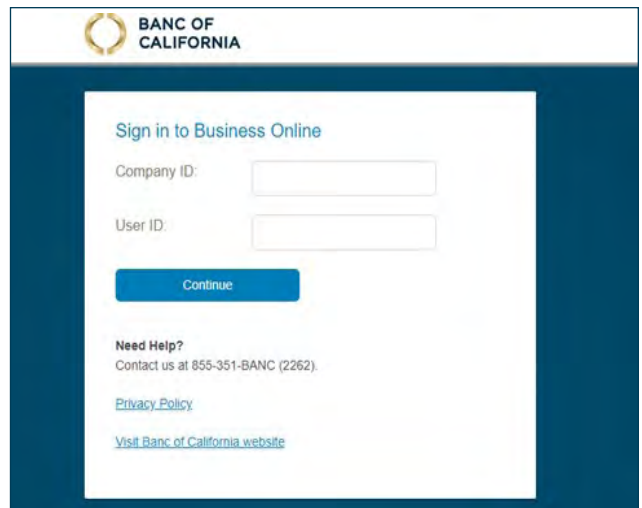 BANC OF
CALIFORNIA
Sign in to Business Online
Company ID:
User ID:
Continue
Need Help?
Contact us at 855-351-BANC (2262).
Privacy Policy
Visit Banc of California website